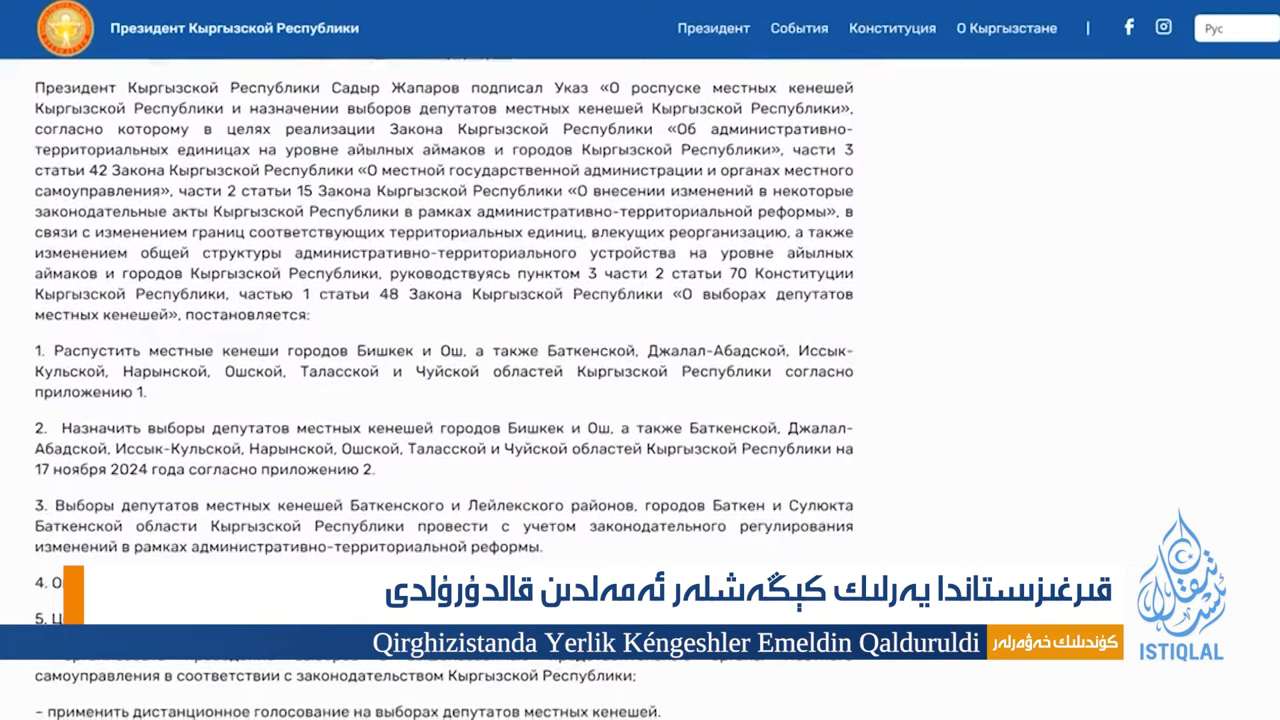 Президент Кыргызской Республики
Президент События Конституция О Кыргызстане | Рус
Президент Кыргызской Республики Садыр Жапаров подписал Указ «О роспуске местных кенешей
Кыргызской Республики и назначении выборов депутатов местных кенешей Кыргызской Республики»,
согласно которому в целях реализации Закона Кыргызской Республики «Об административно-
территориальных единицах на уровне айылных аймаков и городов Кыргызской Республики», части 3
статьи 42 Закона Кыргызской Республики «О местной государственной администрации и органах местного
самоуправления», части 2 статьи 15 Закона Кыргызской Республики «О внесении изменений в некоторые
законодательные акты Кыргызской Республики в рамках административно-территориальной реформы», в
связи с изменением границ соответствующих территориальных единиц, влекущих реорганизацию, а также
изменением общей структуры административно-территориального устройства на уровне айылных
аймаков и городов Кыргызской Республики, руководствуясь пунктом 3 части 2 статьи 70 Конституции
Кыргызской Республики, частью 1 статьи 48 Закона Кыргызской Республики «О выборах депутатов
местных кенешей», постановляется:
1. Распустить местные кенеши городов Бишкек и Ош, а также Баткенской, Джалал-Абадской, Иссык-
Кульской, Нарынской, Ошской, Таласской и Чуйской областей Кыргызской Республики согласно
приложению 1.
2. Назначить выборы депутатов местных кенешей городов Бишкек и Ош, а также Баткенской, Джалал-
Абадской, Иссык-Кульской, Нарынской, Ошской, Таласской и Чуйской областей Кыргызской Республики на
17 ноября 2024 года согласно приложению 2.
3. Выборы депутатов местных кенешей Баткенского и Лейлекского районов, городов Баткен и Сулюкта
Баткенской области Кыргызской Республики провести с учетом законодательного регулирования
изменений в рамках административно-территориальной реформы.
4. О
قىرغىزىستاندا يەرلىك كېڭەشلەر ئەمەلدىن قالدۇرۇلدى
5. Ц
Qirghizistanda Yerlik Kéngeshler Emeldin Qalduruldi
كۈندىلىك خەۋەرلەر
ISTIQLAL
самоуправления в соответствии с законодательством Кыргызской Республики;
– применить дистанционное голосование на выборах депутатов местных кенешей.